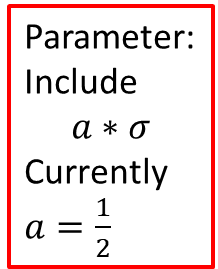 Parameter:
Include
a ∗ σ
Currently
a = 1/2